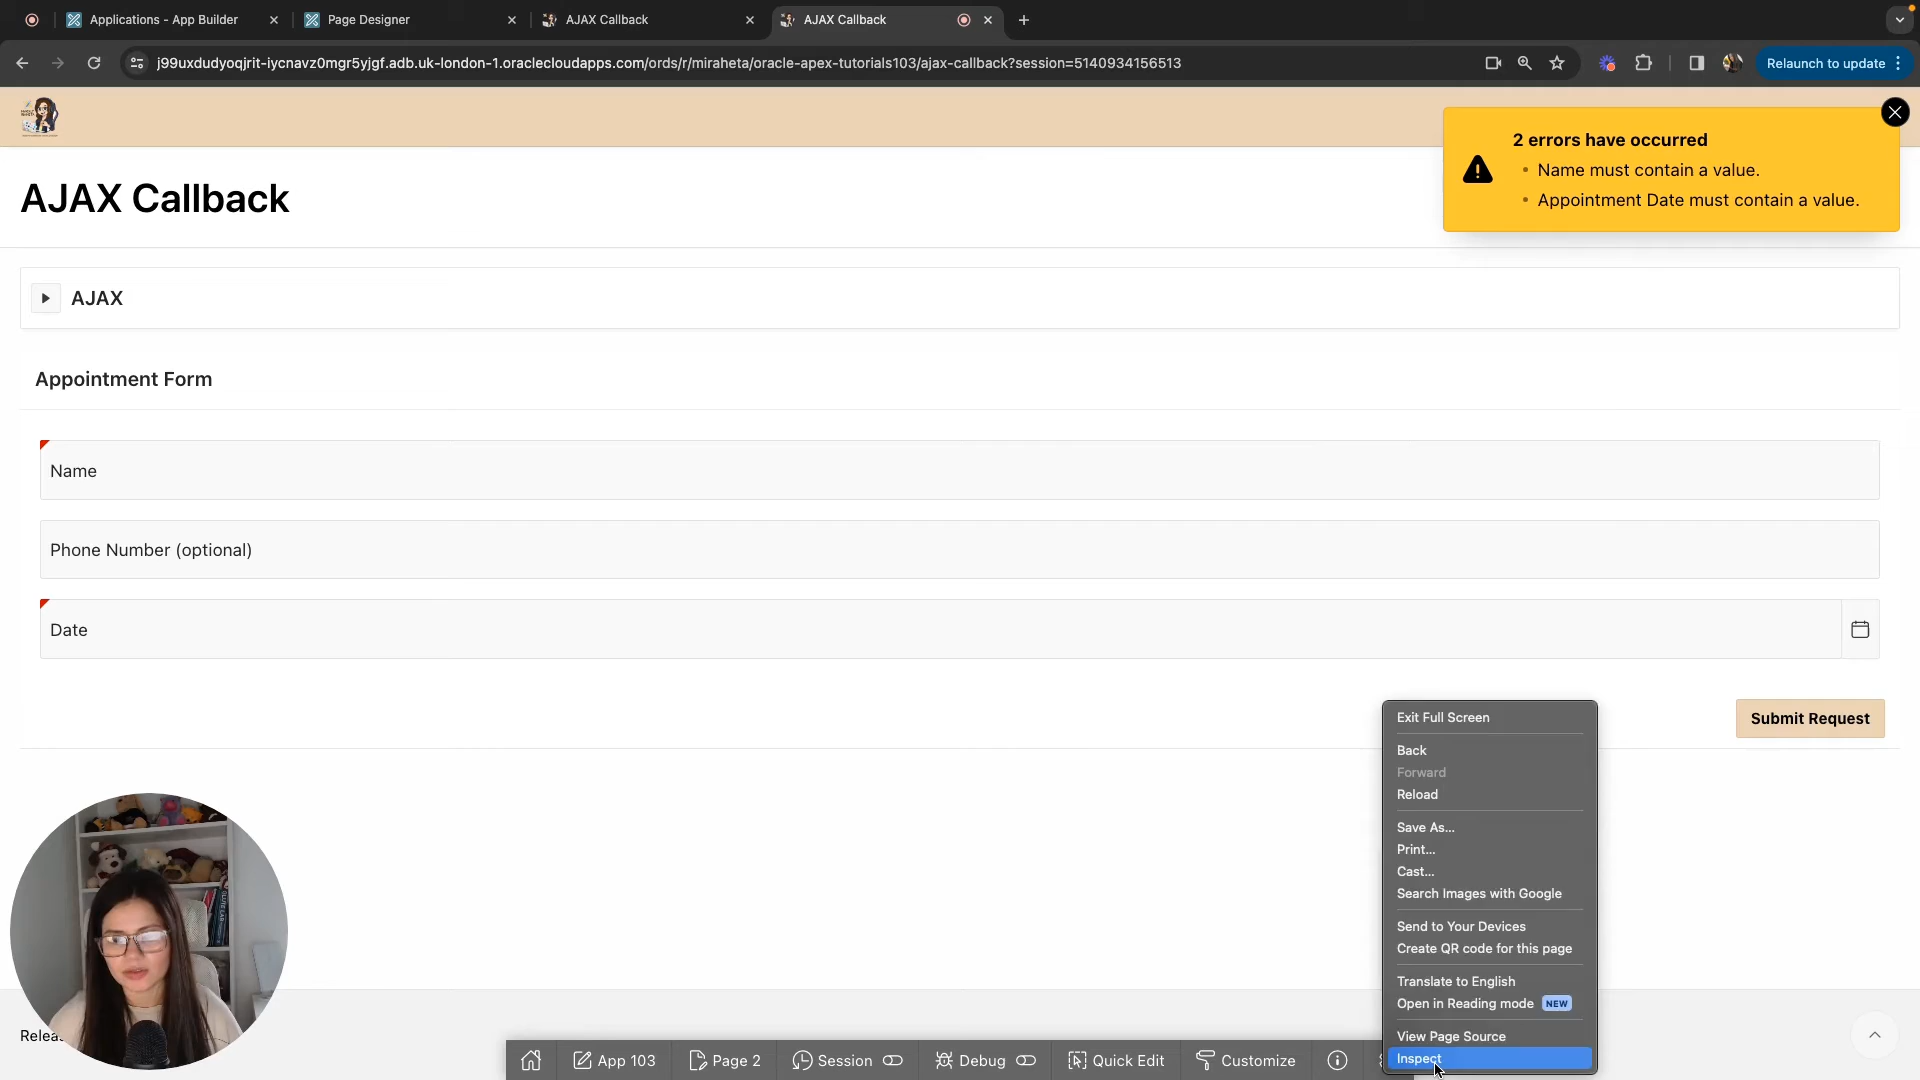 Applications - App Builder
Page Designer
AJAX Callback
AJAX Callback
j99uxdudyoqjrit-iycnavz0mgr5yjgf.adb.uk-london-1.oraclecloudapps.com/ords/r/miraheta/oracle-apex-tutorials103/ajax-callback?session=5140934156513
Relaunch to update
2 errors have occurred
• Name must contain a value.
• Appointment Date must contain a value.
AJAX Callback
AJAX
Appointment Form
Name
Phone Number (optional)
Date
Submit Request
Exit Full Screen
Back
Forward
Reload
Save As...
Print...
Cast...
Search Images with Google
Send to Your Devices
Create QR code for this page
Translate to English
Open in Reading mode NEW
View Page Source
Inspect
App 103
Page 2
Session
Debug
Quick Edit
Customize